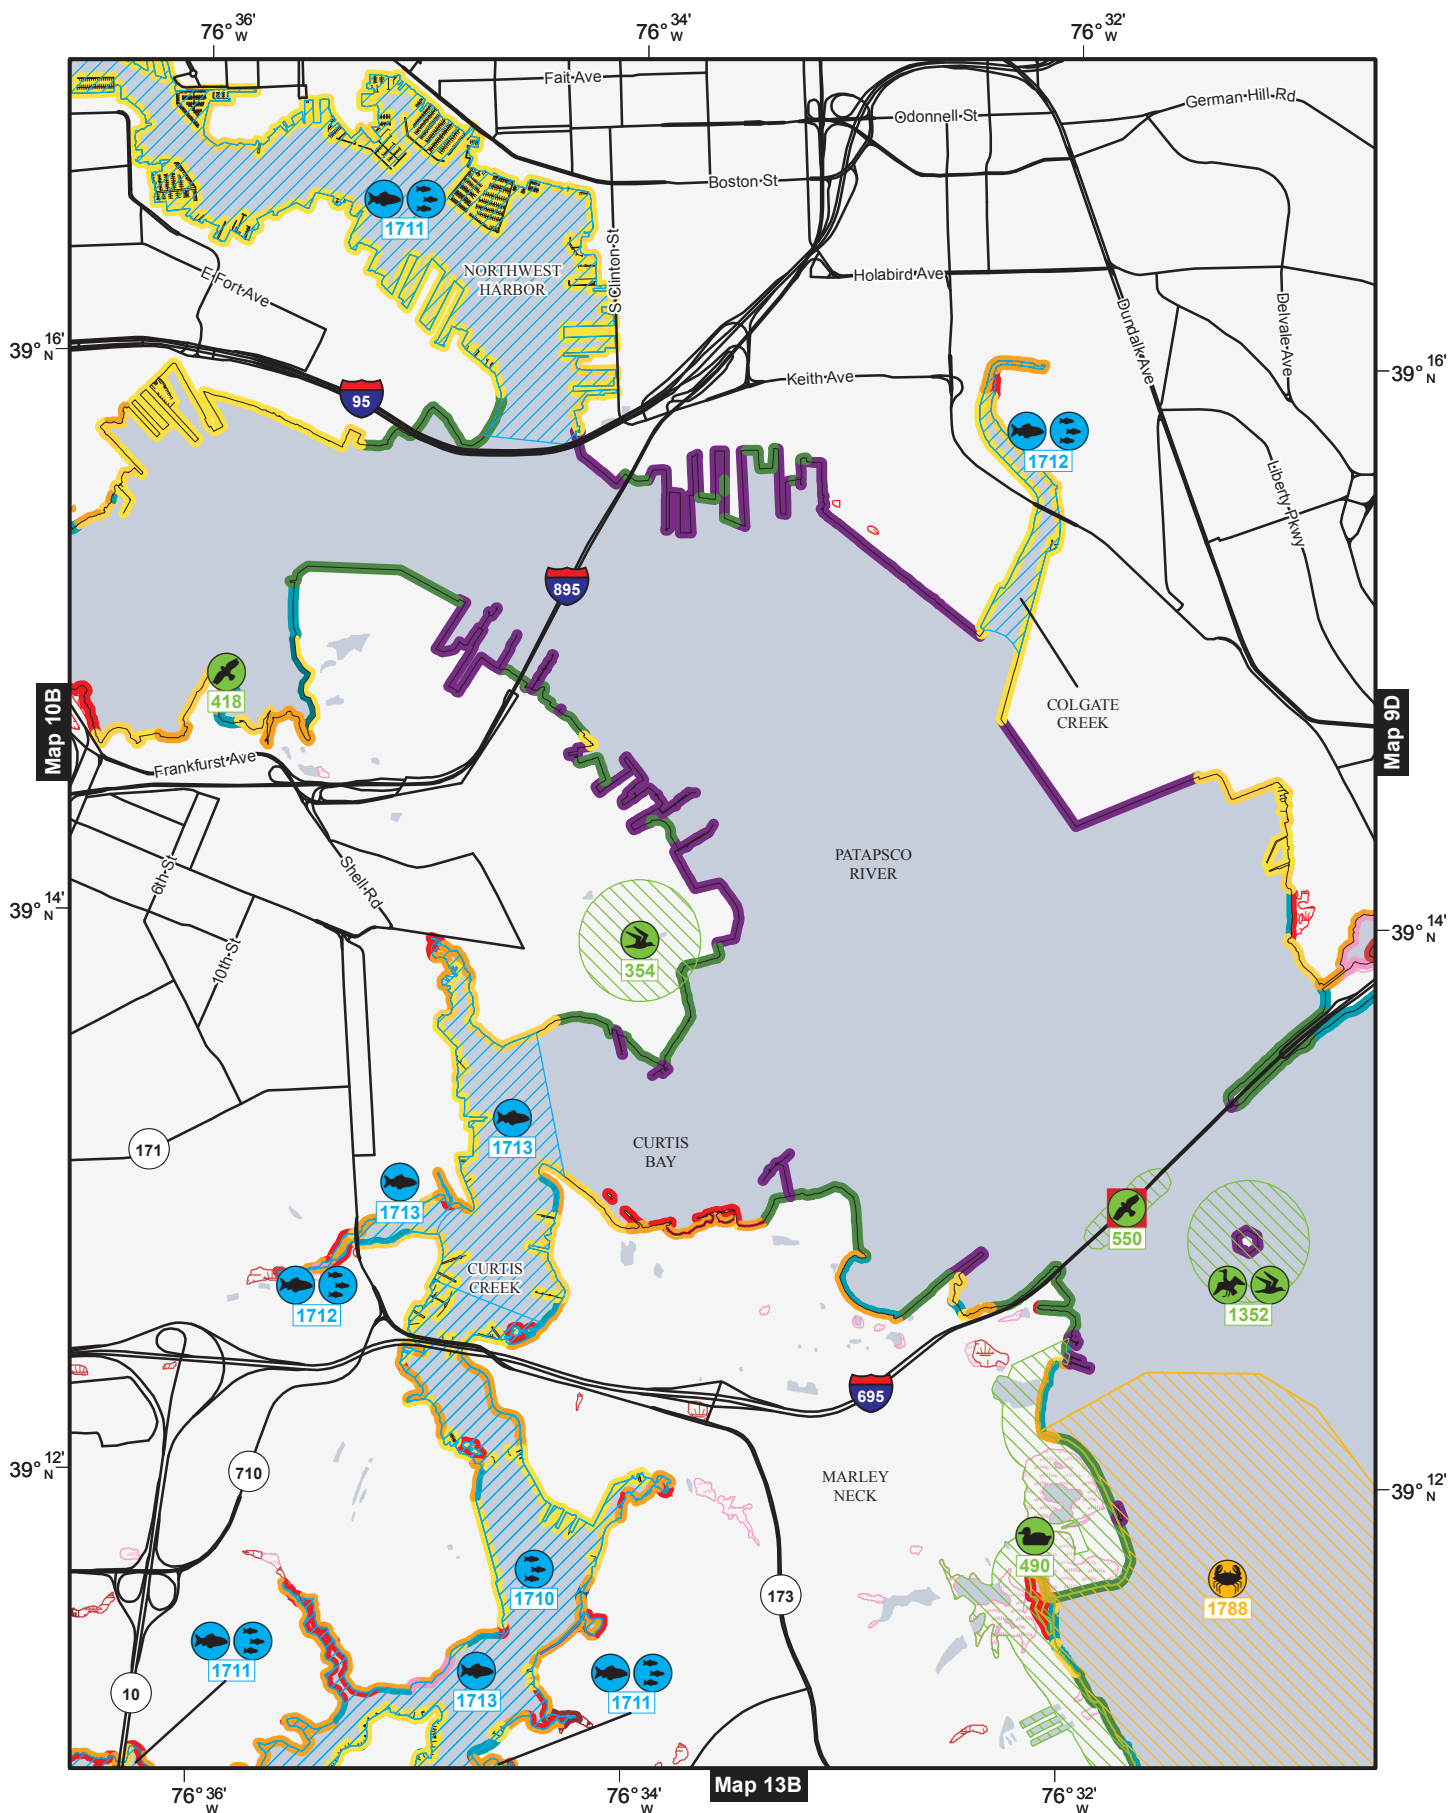 76° 36' W
76° 34' W
76° 32' W
Fait Ave
German Hill Rd
Odonnell St
Boston St
1711
S Clinton St
NORTHWEST
HARBOR
Holabird Ave
E Fort Ave
Dundalk Ave
Delvale Ave
39° 16' N
39° 16' N
Keith Ave
95
1712
Liberty Pkwy
895
418
Map 10B
Map 9D
COLGATE
CREEK
Frankfurst Ave
6th St
Shell Rd
PATAPSCO
RIVER
39° 14' N
39° 14' N
10th St
354
171
1713
CURTIS
BAY
1713
550
CURTIS
CREEK
1712
1352
695
39° 12' N
39° 12' N
710
MARLEY
NECK
490
1710
173
1788
1711
1713
1711
10
76° 36' W
76° 34' W
76° 32' W
Map 13B